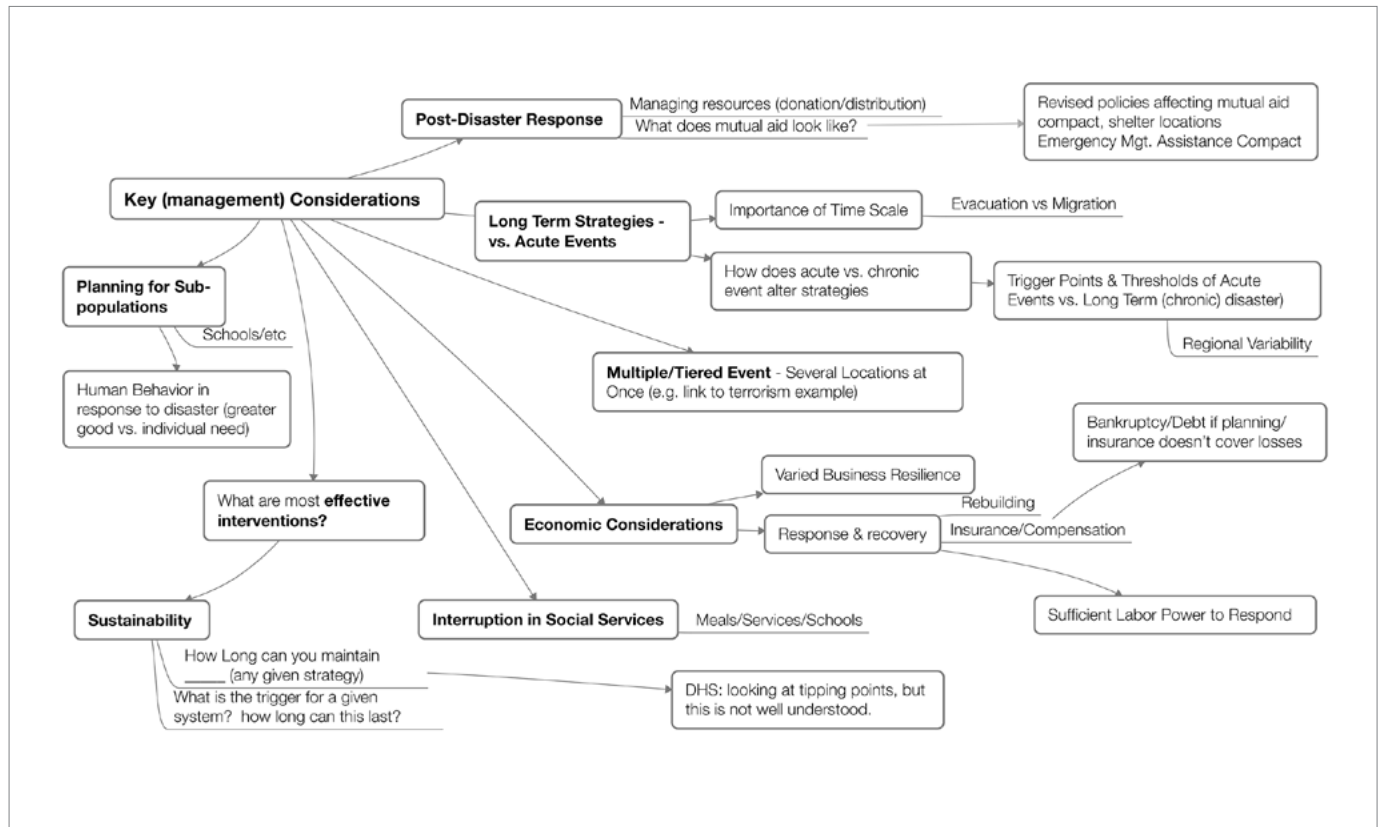 Post-Disaster Response
Managing resources (donation/distribution)
What does mutual aid look like?
Revised policies affecting mutual aid
compact, shelter locations
Emergency Mgt. Assistance Compact
Key (management) Considerations
Long Term Strategies -
vs. Acute Events
Importance of Time Scale
Evacuation vs Migration
How does acute vs. chronic
event alter strategies
Trigger Points & Thresholds of Acute
Events vs. Long Term (chronic) disaster)
Regional Variability
Planning for Sub-
populations
Schools/etc
Human Behavior in
response to disaster (greater
good vs. individual need)
Multiple/Tiered Event - Several Locations at
Once (e.g. link to terrorism example)
Bankruptcy/Debt if planning/
insurance doesn't cover losses
What are most effective
interventions?
Varied Business Resilience
Economic Considerations
Response & recovery
Rebuilding
Insurance/Compensation
Sufficient Labor Power to Respond
Sustainability
Interruption in Social Services
Meals/Services/Schools
How Long can you maintain
_____ (any given strategy)
What is the trigger for a given
system? how long can this last?
DHS: looking at tipping points, but
this is not well understood.